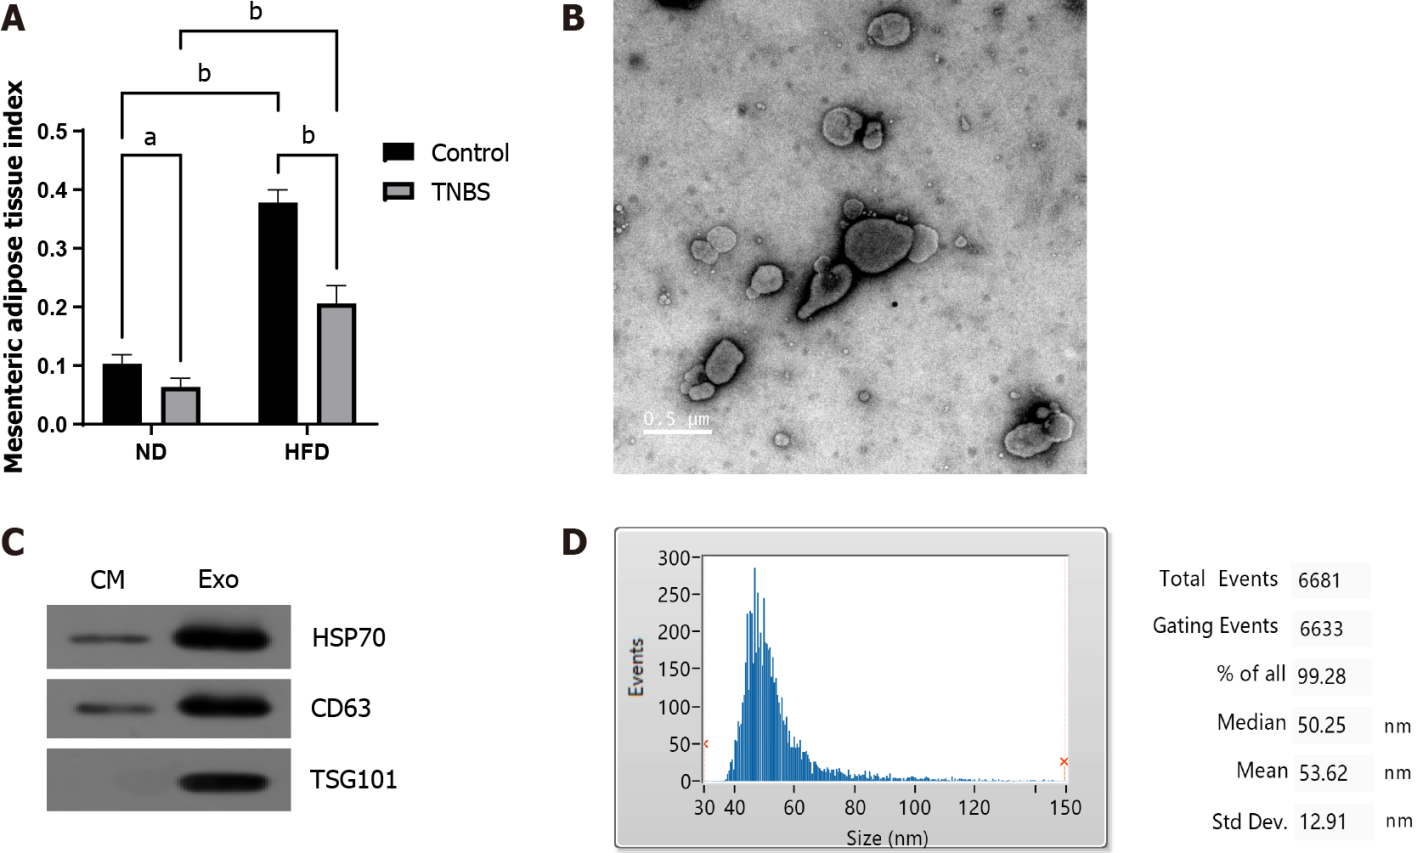 A
b
b
a
b
Mesenteric adipose tissue index
0.5
0.4
0.3
0.2
0.1
0.0
ND
HFD
Control
TNBS
B
0.5 μm
C
CM
Exo
HSP70
CD63
TSG101
D
Events
300
250
200
150
100
50
0
30 40 60 80 100 120 150
Size (nm)
Total Events 6681
Gating Events 6633
% of all 99.28
Median 50.25 nm
Mean 53.62 nm
Std Dev. 12.91 nm